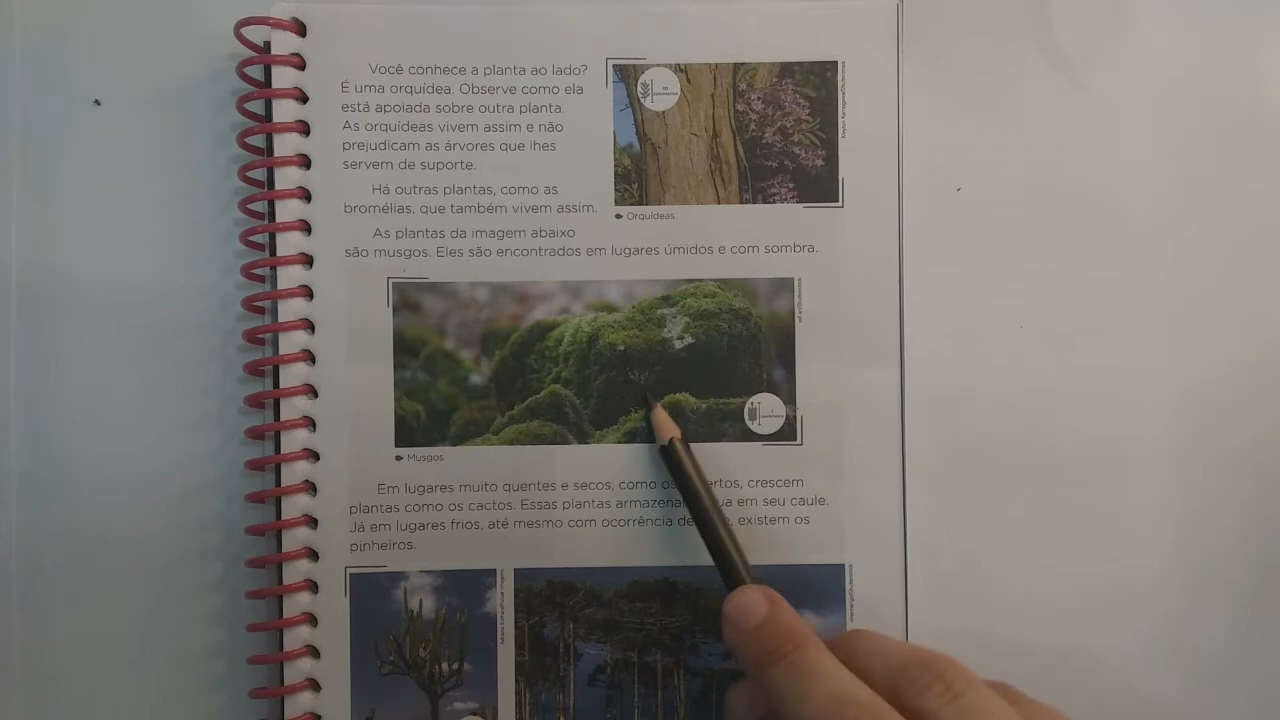 Você conhece a planta ao lado?
É uma orquídea. Observe como ela
está apoiada sobre outra planta.
As orquídeas vivem assim e não
prejudicam as árvores que lhes
servem de suporte.
Há outras plantas, como as
bromélias, que também vivem assim.
Orquídeas.
As plantas da imagem abaixo
são musgos. Eles são encontrados em lugares úmidos e com sombra.
Musgos.
Em lugares muito quentes e secos, como os crescem
plantas como os cactos. Essas plantas em seu caule.
Já em lugares frios, até mesmo com ocorrência existem os
pinheiros.